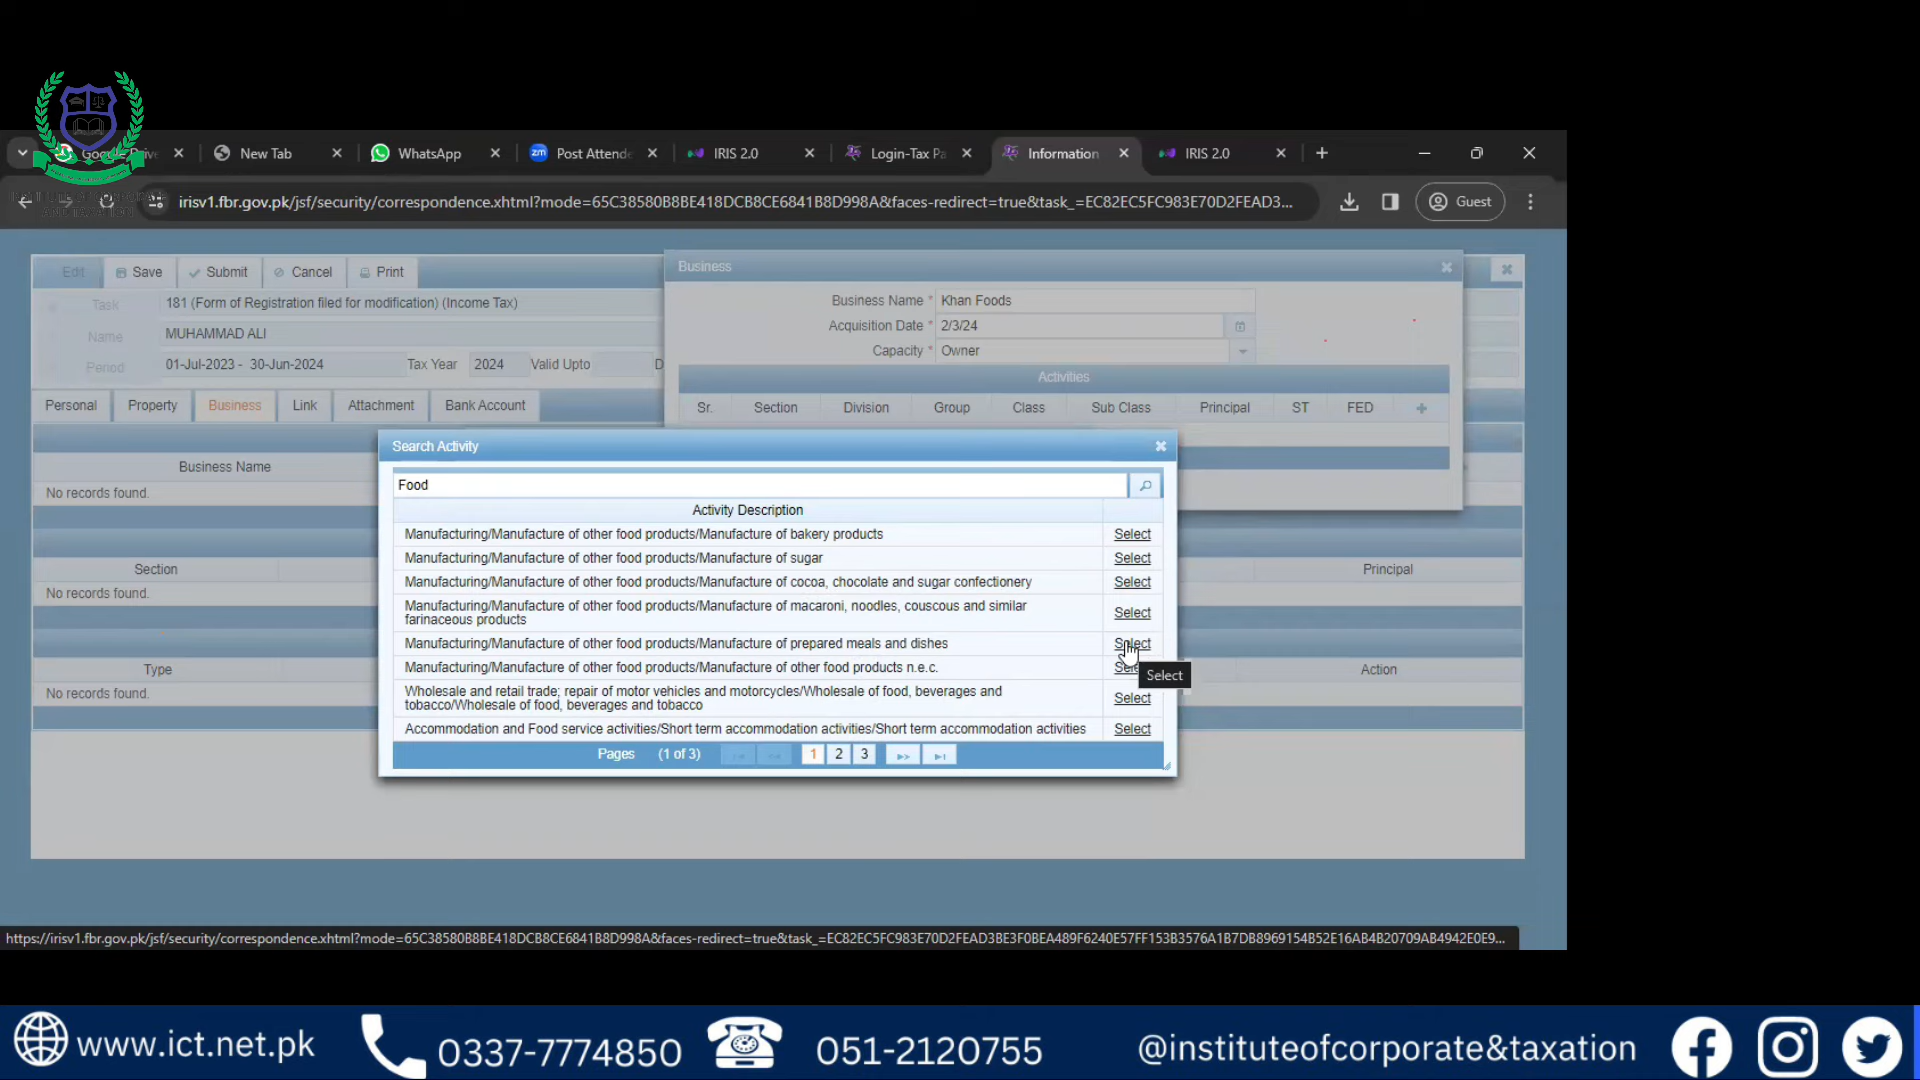 Google Drive
New Tab
WhatsApp
Post Attende
IRIS 2.0
Login-Tax Pa
Information
IRIS 2.0
irisv1.fbr.gov.pk/jsf/security/correspondence.xhtml?mode=65C38580B8BE418DCB8CE6841B8D998A&faces-redirect=true&task_=EC82EC5FC983E70D2FEAD3...
Guest
Edit
Save
Submit
Cancel
Print
Task
181 (Form of Registration filed for modification) (Income Tax)
Name
MUHAMMAD ALI
Period
01-Jul-2023 - 30-Jun-2024
Tax Year
2024
Valid Upto
D
Personal
Property
Business
Link
Attachment
Bank Account
Business Name
No records found.
Section
Principal
No records found.
Type
Action
No records found.
Business
Business Name *
Khan Foods
Acquisition Date *
2/3/24
Capacity *
Owner
Activities
Sr.
Section
Division
Group
Class
Sub Class
Principal
ST
FED
Search Activity
Food
Activity Description
Manufacturing/Manufacture of other food products/Manufacture of bakery products
Select
Manufacturing/Manufacture of other food products/Manufacture of sugar
Select
Manufacturing/Manufacture of other food products/Manufacture of cocoa, chocolate and sugar confectionery
Select
Manufacturing/Manufacture of other food products/Manufacture of macaroni, noodles, couscous and similar
farinaceous products
Select
Manufacturing/Manufacture of other food products/Manufacture of prepared meals and dishes
Select
Manufacturing/Manufacture of other food products/Manufacture of other food products n.e.c.
Select
Wholesale and retail trade; repair of motor vehicles and motorcycles/Wholesale of food, beverages and
tobacco/Wholesale of food, beverages and tobacco
Select
Accommodation and Food service activities/Short term accommodation activities/Short term accommodation activities
Select
Pages (1 of 3) 1 2 3
Select
https://irisv1.fbr.gov.pk/jsf/security/correspondence.xhtml?mode=65C38580B8BE418DCB8CE6841B8D998A&faces-redirect=true&task_=EC82EC5FC983E70D2FEAD3BE3F0BEA489F6240E57FF153B3576A1B7DB8969154B52E16AB4B20709AB4942E0E9...
www.ict.net.pk
0337-7774850
051-2120755
@instituteofcorporate&taxation